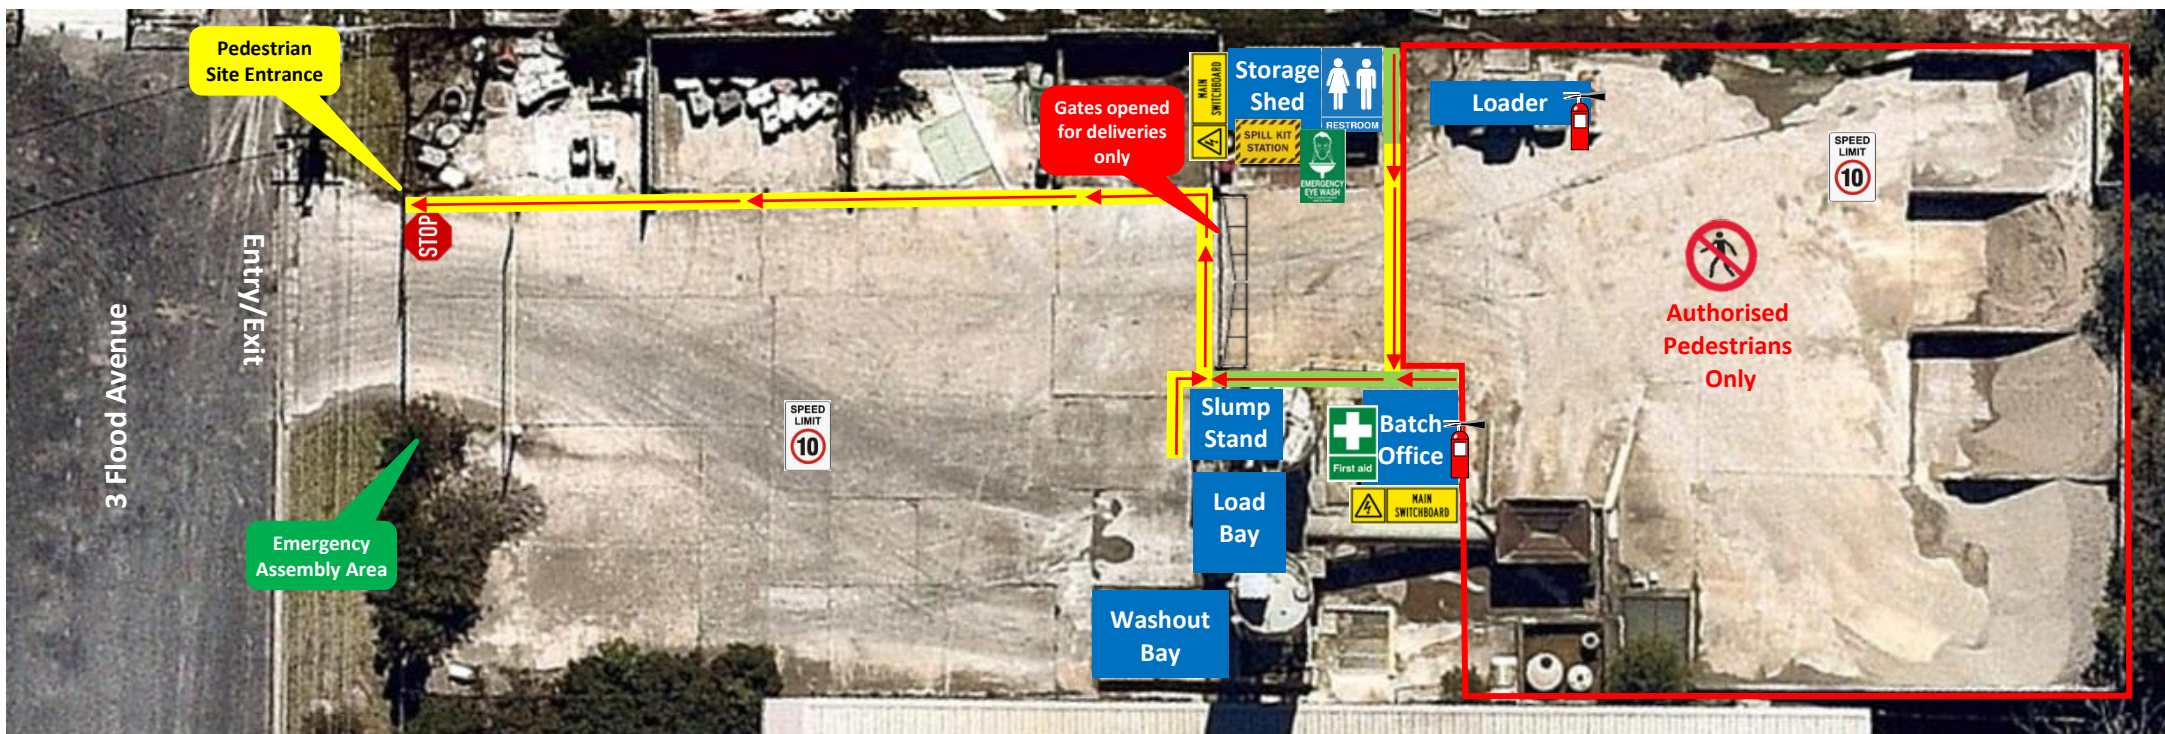 Pedestrian
Site Entrance
Gates opened
for deliveries
only
MAIN
SWITCHBOARD
Storage
Shed
RESTROOM
SPILL KIT
STATION
EMERGENCY
EYE WASH
Loader
SPEED
LIMIT
10
STOP
Entry/Exit
3 Flood Avenue
Authorised
Pedestrians
Only
SPEED
LIMIT
10
Slump
Stand
First aid
Batch
Office
MAIN
SWITCHBOARD
Load
Bay
Emergency
Assembly Area
Washout
Bay